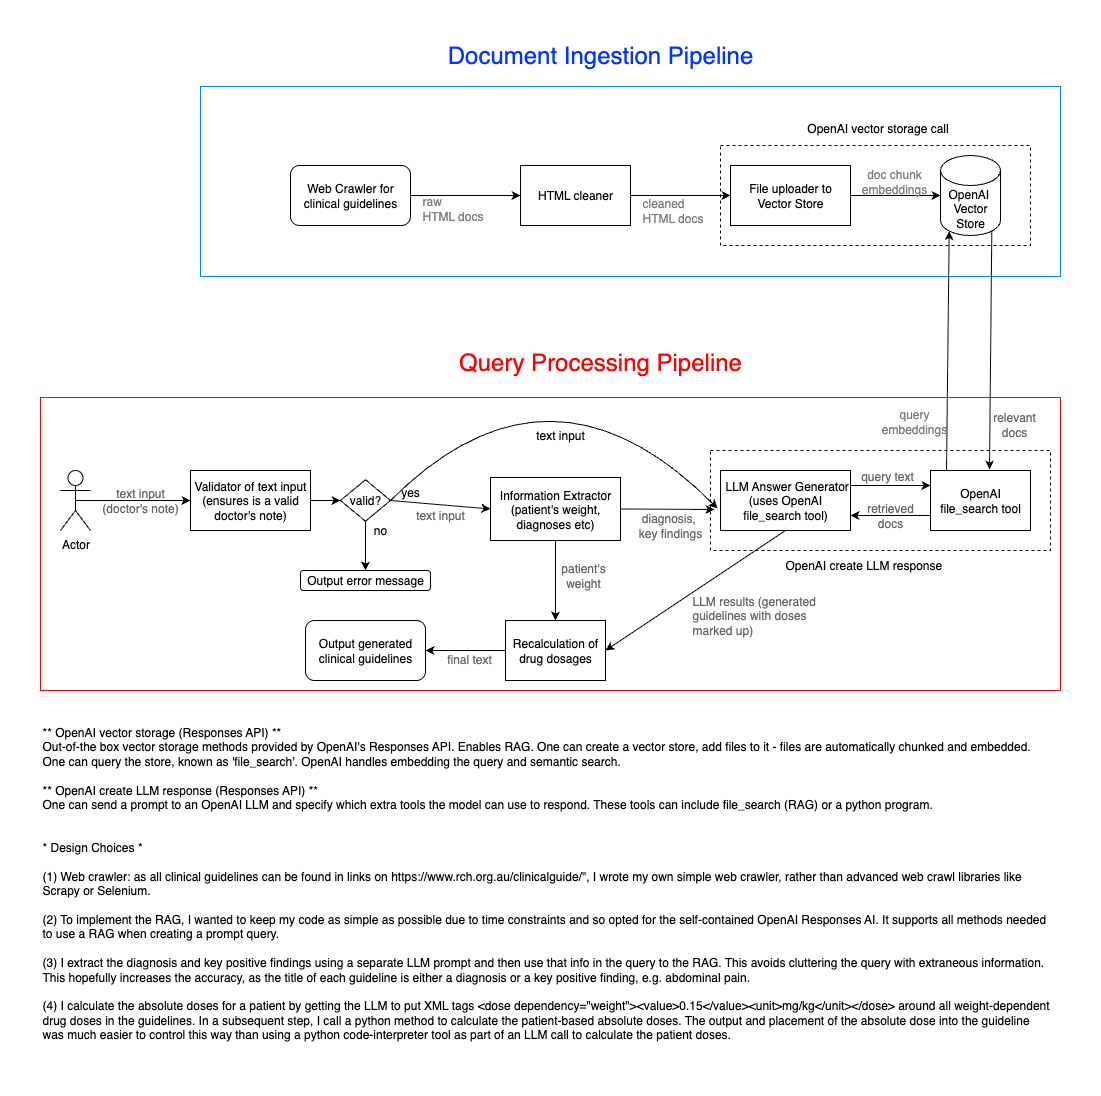 Document Ingestion Pipeline
OpenAI vector storage call
Web Crawler for
clinical guidelines
raw
HTML docs
HTML cleaner
cleaned
HTML docs
File uploader to
Vector Store
doc chunk
embeddings
OpenAI
Vector
Store
Query Processing Pipeline
query
embeddings
relevant
docs
text input
Actor
text input
(doctor's note)
Validator of text input
(ensures is a valid
doctor's note)
valid?
yes
no
text input
Output error message
Information Extractor
(patient's weight,
diagnoses etc)
diagnosis,
key findings
LLM Answer Generator
(uses OpenAI
file_search tool)
query text
retrieved
docs
OpenAI
file_search tool
OpenAI create LLM response
patient's
weight
LLM results (generated
guidelines with doses
marked up)
Output generated
clinical guidelines
final text
Recalculation of
drug dosages
** OpenAI vector storage (Responses API) **
Out-of-the box vector storage methods provided by OpenAI's Responses API. Enables RAG. One can create a vector store, add files to it - files are automatically chunked and embedded.
One can query the store, known as 'file_search'. OpenAI handles embedding the query and semantic search.
** OpenAI create LLM response (Responses API) **
One can send a prompt to an OpenAI LLM and specify which extra tools the model can use to respond. These tools can include file_search (RAG) or a python program.
* Design Choices *
(1) Web crawler: as all clinical guidelines can be found in links on https://www.rch.org.au/clinicalguide/", I wrote my own simple web crawler, rather than advanced web crawl libraries like
Scrapy or Selenium.
(2) To implement the RAG, I wanted to keep my code as simple as possible due to time constraints and so opted for the self-contained OpenAI Responses AI. It supports all methods needed
to use a RAG when creating a prompt query.
(3) I extract the diagnosis and key positive findings using a separate LLM prompt and then use that info in the query to the RAG. This avoids cluttering the query with extraneous information.
This hopefully increases the accuracy, as the title of each guideline is either a diagnosis or a key positive finding, e.g. abdominal pain.
(4) I calculate the absolute doses for a patient by getting the LLM to put XML tags <dose dependency="weight"><value>0.15</value><unit>mg/kg</unit></dose> around all weight-dependent
drug doses in the guidelines. In a subsequent step, I call a python method to calculate the patient-based absolute doses. The output and placement of the absolute dose into the guideline
was much easier to control this way than using a python code-interpreter tool as part of an LLM call to calculate the patient doses.